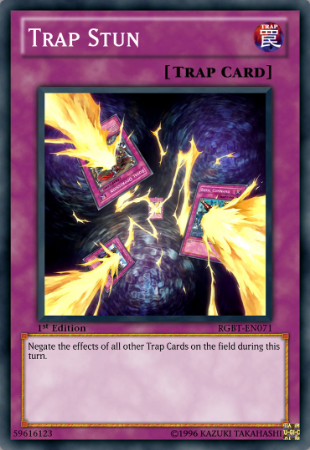 TRAP STUN
TRAP
罠
[TRAP CARD]
1st Edition
RGBT-EN071
Negate the effects of all other Trap Cards on the field during this
turn.
59616123
©1996 KAZUKI TAKAHASHI